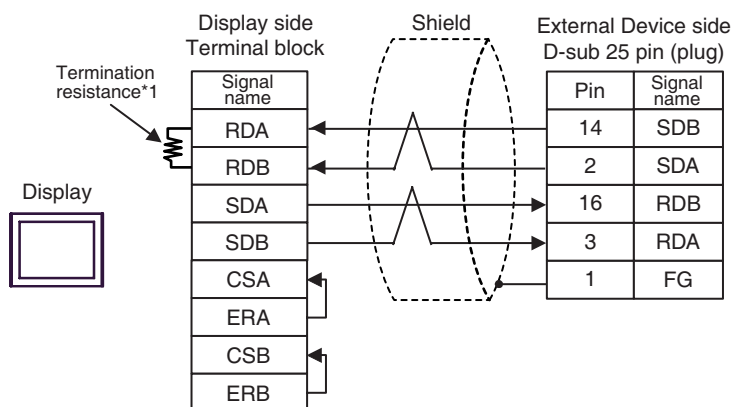 Display side
Terminal block
Shield
External Device side
D-sub 25 pin (plug)
Termination
resistance*1
Display
Signal
name
RDA
RDB
SDA
SDB
CSA
ERA
CSB
ERB
Pin
Signal
name
14 SDB
2 SDA
16 RDB
3 RDA
1 FG